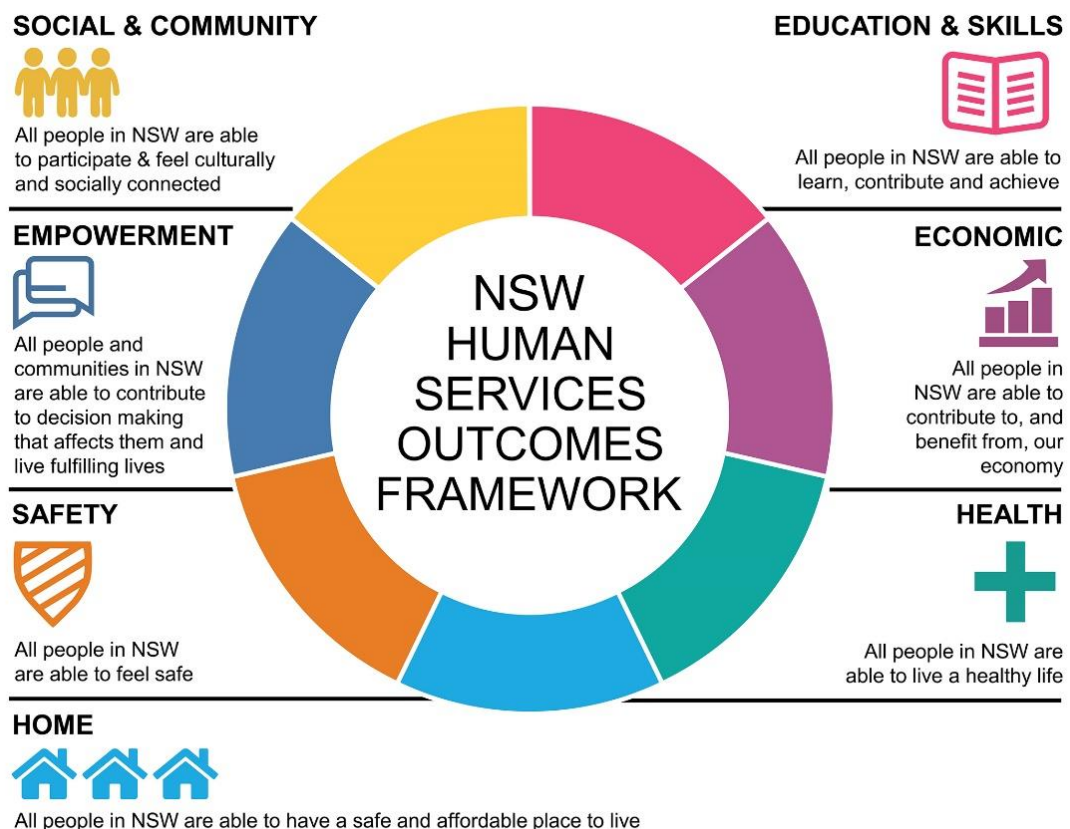 SOCIAL & COMMUNITY
All people in NSW are able
to participate & feel culturally
and socially connected
EMPOWERMENT
All people and
communities in NSW
are able to contribute
to decision making
that affects them and
live fulfilling lives
SAFETY
All people in NSW
are able to feel safe
HOME
All people in NSW are able to have a safe and affordable place to live
NSW
HUMAN
SERVICES
OUTCOMES
FRAMEWORK
EDUCATION & SKILLS
All people in NSW are able to
learn, contribute and achieve
ECONOMIC
All people in
NSW are able to
contribute to, and
benefit from, our
economy
HEALTH
All people in NSW are
able to live a healthy life